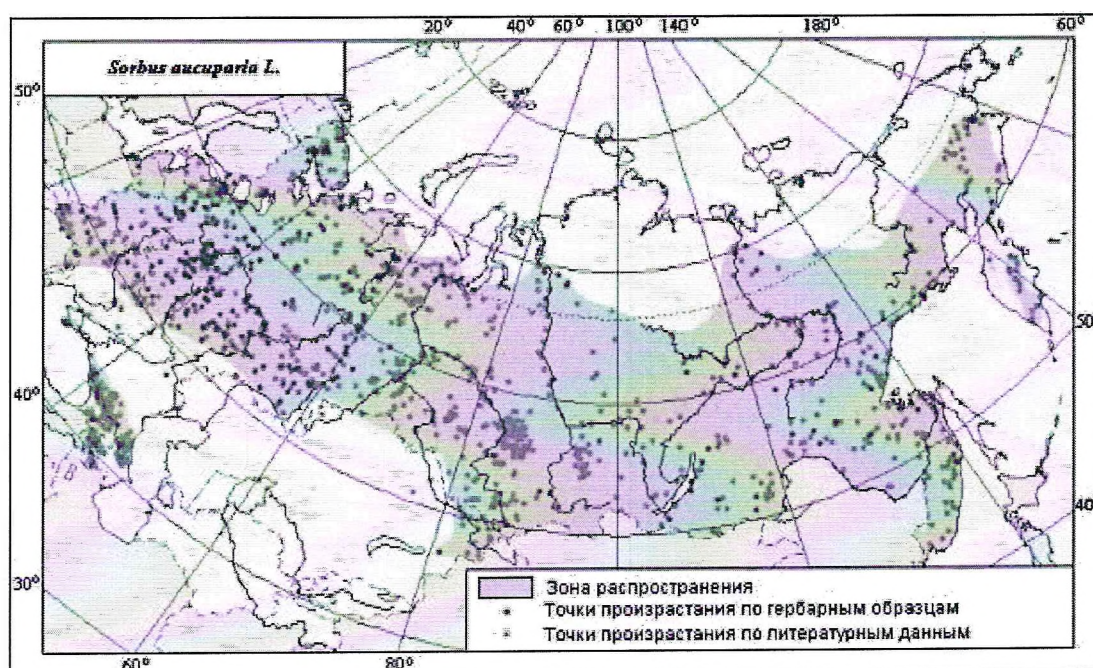 20° 40° 60° 100° 140° 180° 60°
Sorbus aucuparia L.
50°
40°
30°
50
40
Зона распространения
Точки произрастания по гербарным образцам
Точки произрастания по литературным данным
60° 80°